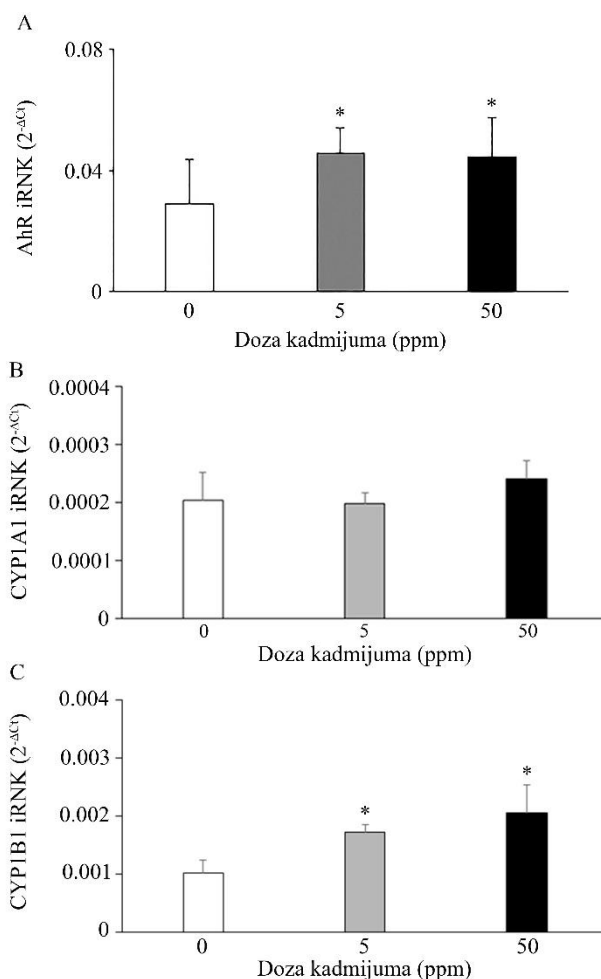 A
AhR iRNK (2-ΔCt)
0.08
0.04
0
*
*
0 5 50
Doza kadmijuma (ppm)
B
CYP1A1 iRNK (2-ΔCt)
0.0004
0.0003
0.0002
0.0001
0
0 5 50
Doza kadmijuma (ppm)
C
CYP1B1 iRNK (2-ΔCt)
0.004
0.003
0.002
0.001
0
*
*
0 5 50
Doza kadmijuma (ppm)